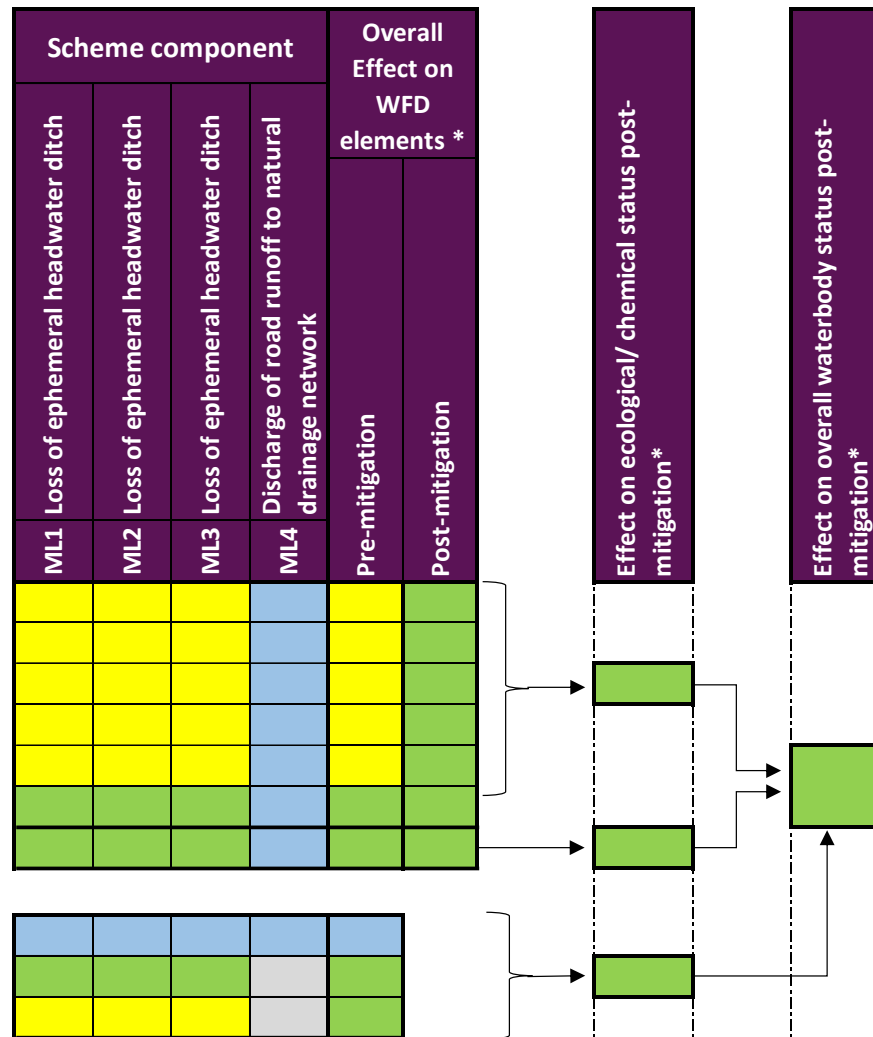 Scheme component
Overall
Effect on
WFD
elements *
ML1 Loss of ephemeral headwater ditch
ML2 Loss of ephemeral headwater ditch
ML3 Loss of ephemeral headwater ditch
ML4 Discharge of road runoff to natural
drainage network
Pre-mitigation
Post-mitigation
Effect on ecological/ chemical status post-
mitigation*
Effect on overall waterbody status post-
mitigation*